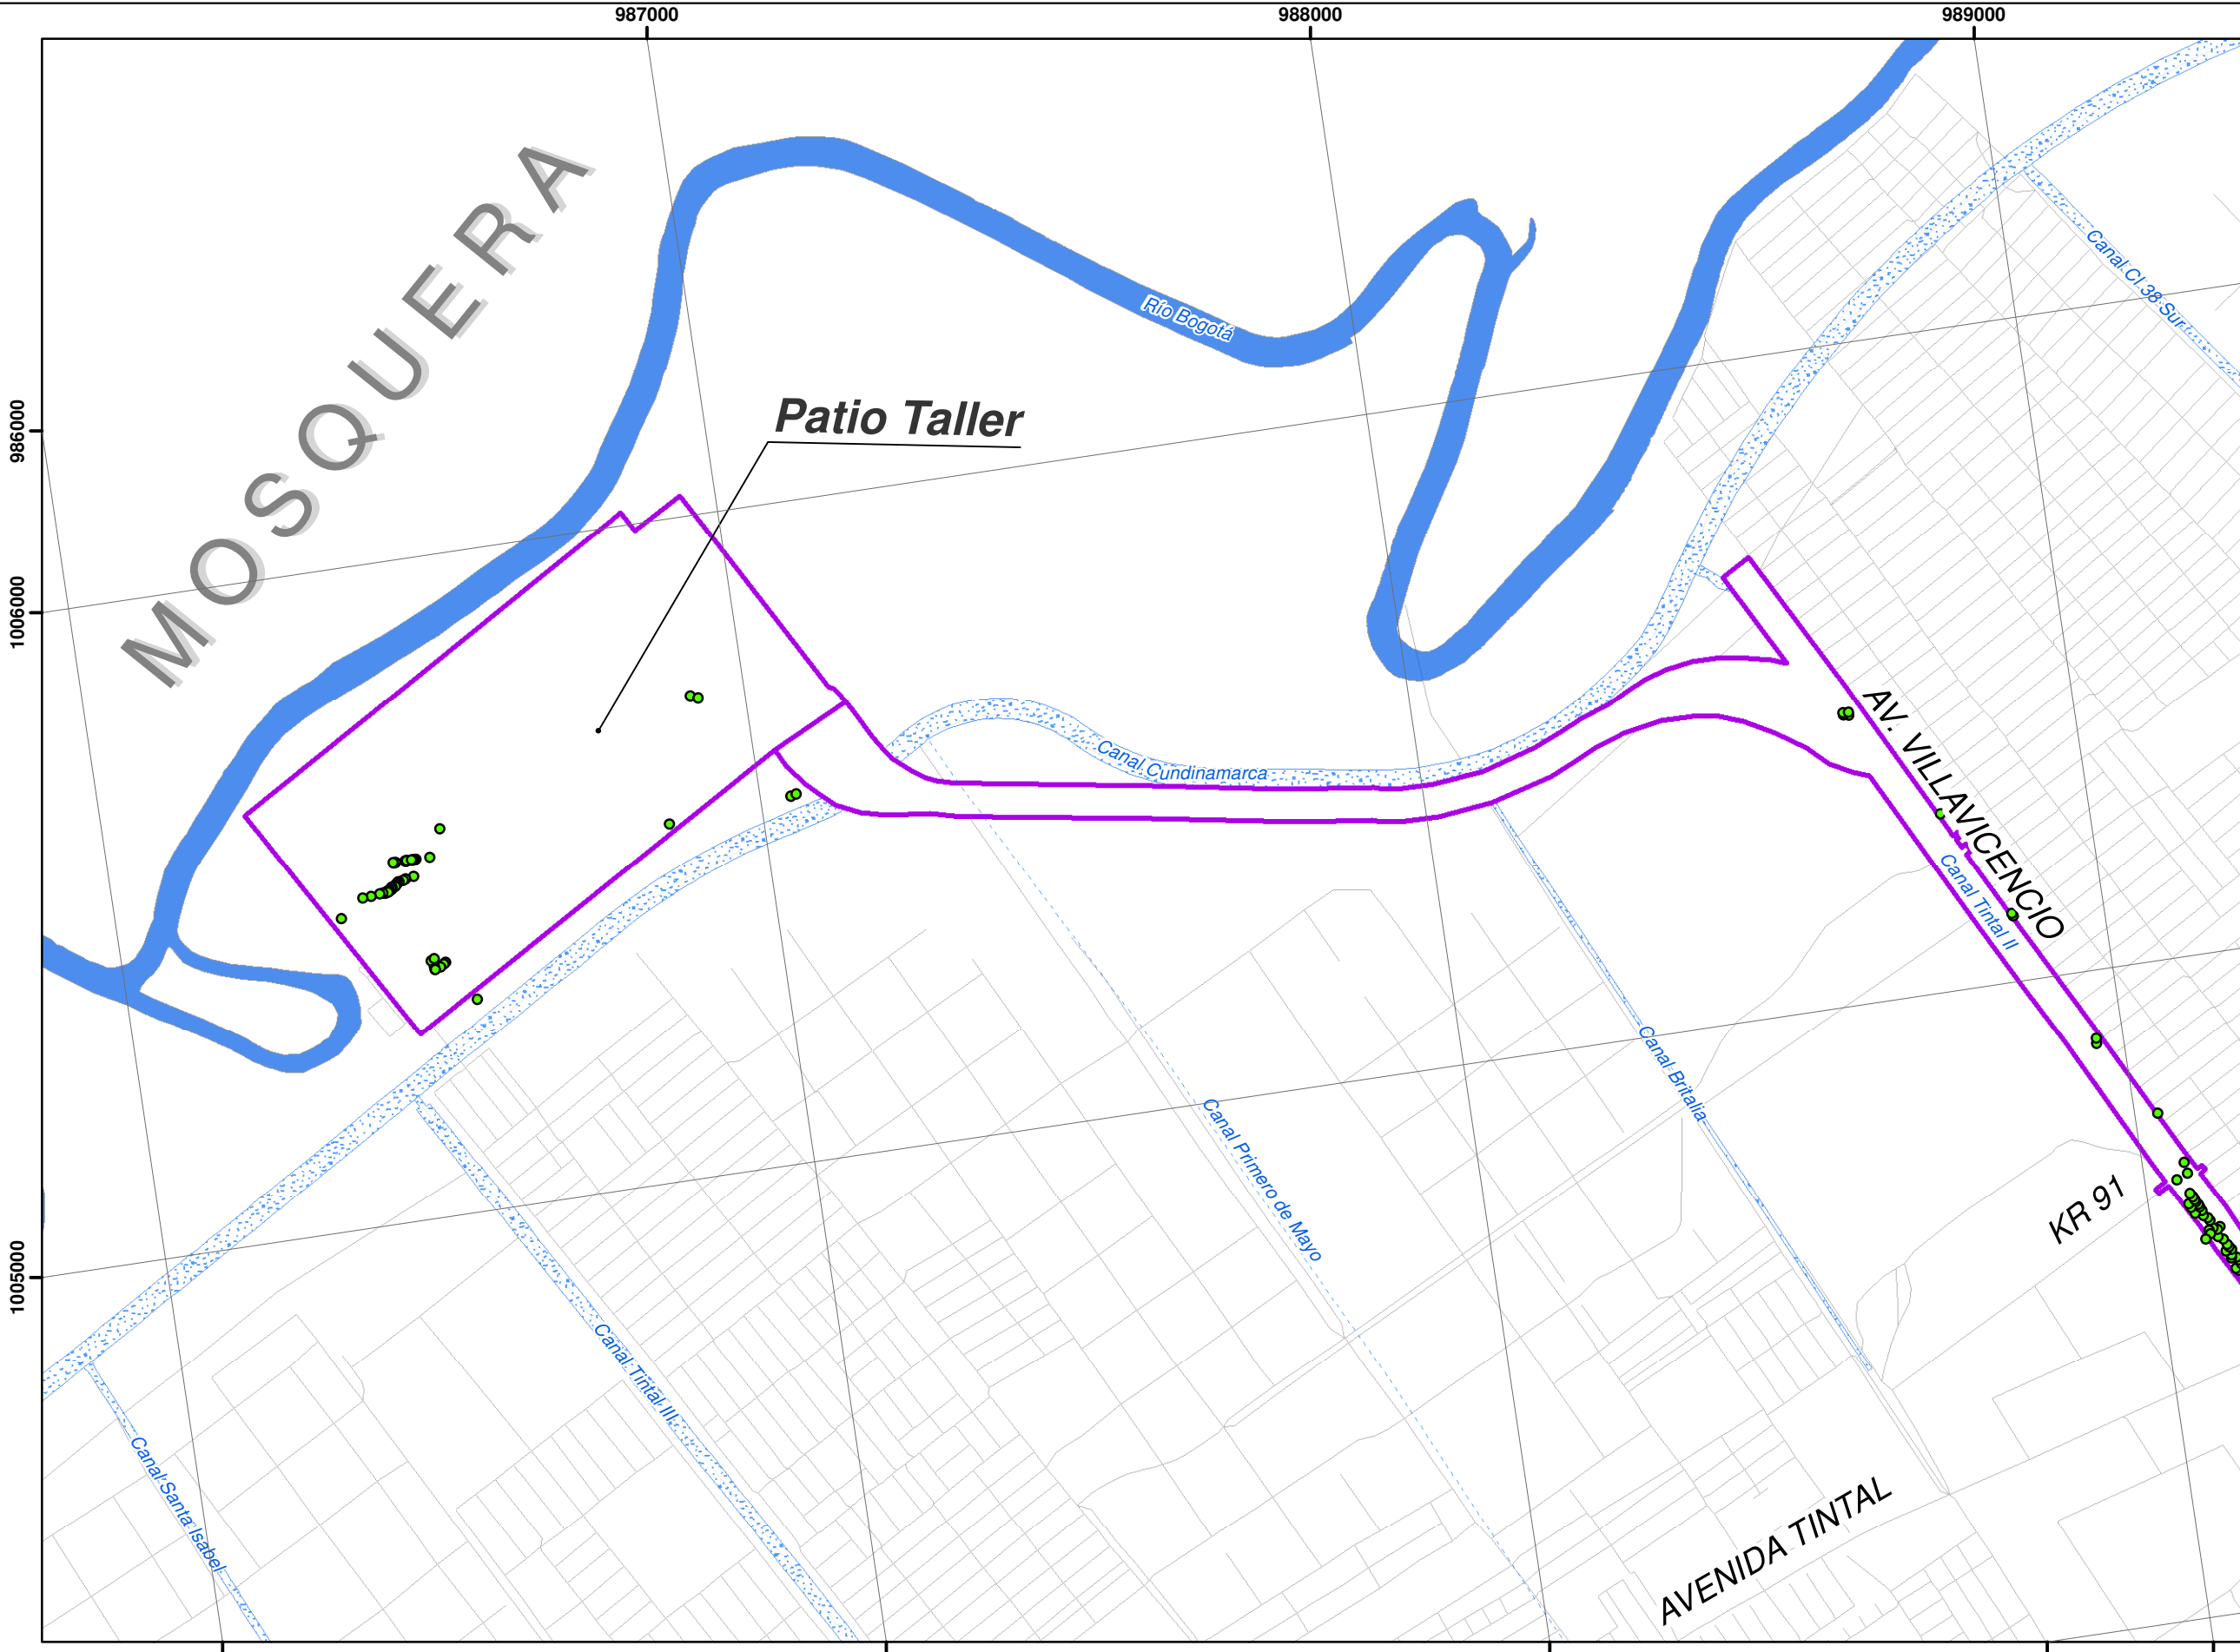 987000
988000
989000
986000
1006000
1005000
MOSQUERA
Río Bogotá
Patio Taller
Canal Cl 38 Sur
Canal Cundinamarca
AV. VILLAVICENCIO
Canal Tintal II
Canal Britalia
Canal Primero de Mayo
KR 91
Canal Tintal III
Canal Santa Isabel
AVENIDA TINTAL